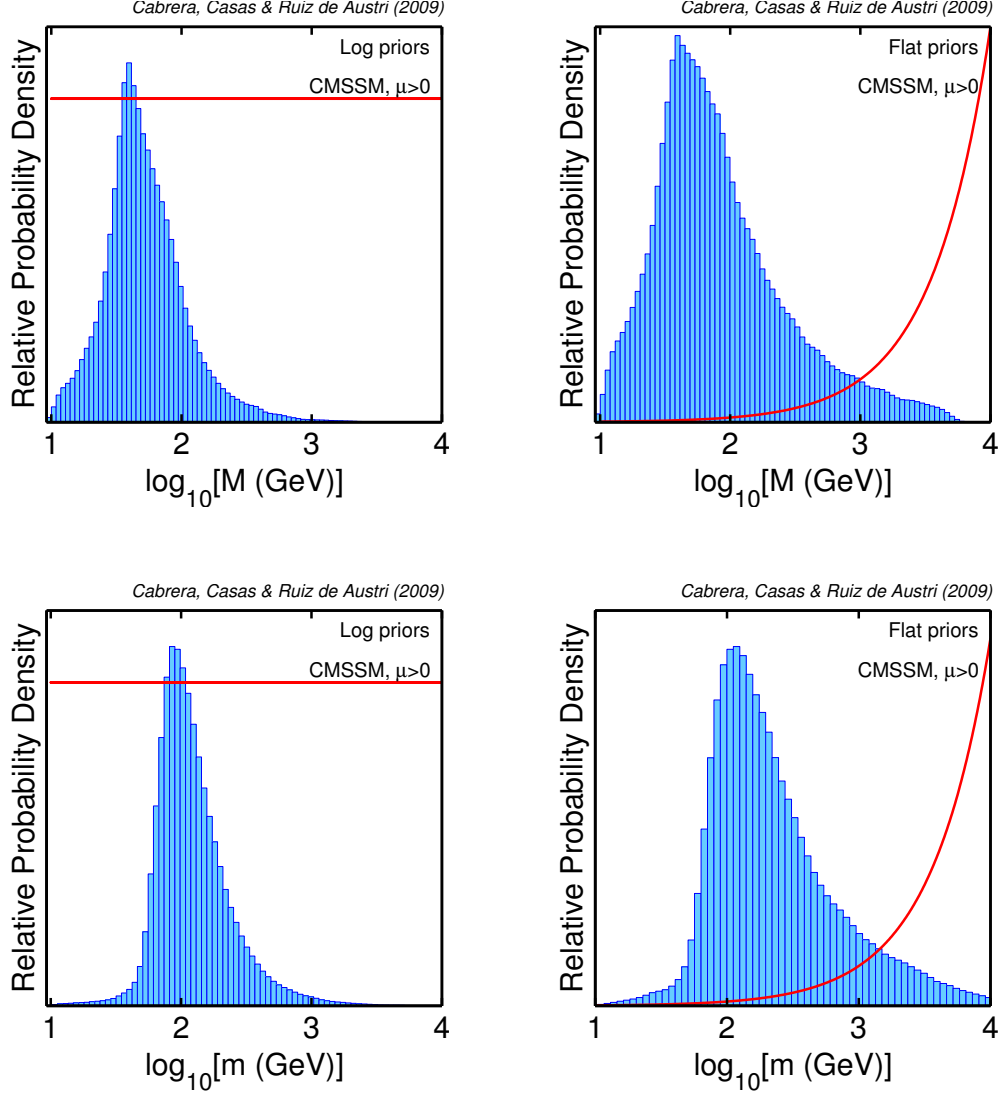 Cabrera, Casas & Ruiz de Austri (2009)
Log priors
CMSSM, μ>0
Relative Probability Density
1 2 3 4
log10[M (GeV)]
Cabrera, Casas & Ruiz de Austri (2009)
Flat priors
CMSSM, μ>0
Relative Probability Density
1 2 3 4
log10[M (GeV)]
Cabrera, Casas & Ruiz de Austri (2009)
Log priors
CMSSM, μ>0
Relative Probability Density
1 2 3 4
log10[m (GeV)]
Cabrera, Casas & Ruiz de Austri (2009)
Flat priors
CMSSM, μ>0
Relative Probability Density
1 2 3 4
log10[m (GeV)]